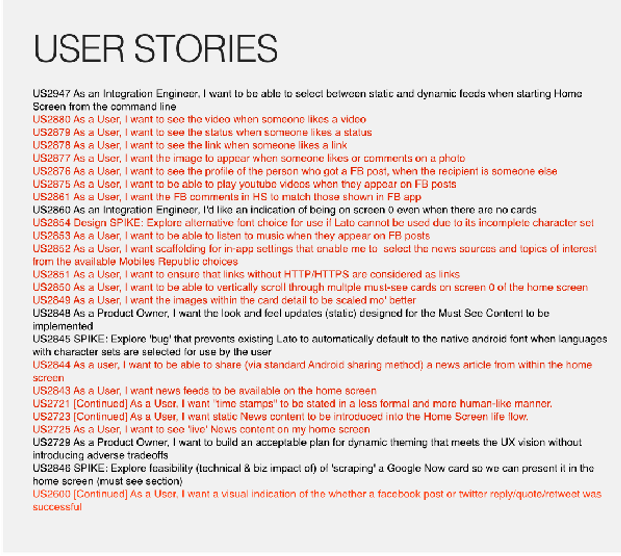 USER STORIES
US2947 As an Integration Engineer, I want to be able to select between static and dynamic feeds when starting Home
Screen from the command line
US2880 As a User, I want to see the video when someone likes a video
US2879 As a User, I want to see the status when someone likes a status
US2878 As a User, I want to see the link when someone likes a link
US2877 As a User, I want the image to appear when someone likes or comments on a photo
US2876 As a User, I want to see the profile of the person who got a FB post, when the recipient is someone else
US2875 As a User, I want to be able to play youtube videos when they appear on FB posts
US2861 As a User, I want the FB comments in HS to match those shown in FB app
US2860 As an Integration Engineer, I'd like an indication of being on screen 0 even when there are no cards
US2854 Design SPIKE: Explore alternative font choice for use if Lato cannot be used due to its incomplete character set
US2853 As a User, I want to be able to listen to music when they appear on FB posts
US2852 As a User, I want scaffolding for in-app settings that enable me to select the news sources and topics of interest
from the available Mobiles Republic choices
US2851 As a User, I want to ensure that links without HTTP/HTTPS are considered as links
US2850 As a User, I want to be able to vertically scroll through multple must-see cards on screen 0 of the home screen
US2849 As a User, I want the images within the card detail to be scaled mo' better
US2848 As a Product Owner, I want the look and feel updates (static) designed for the Must See Content to be
implemented
US2845 SPIKE: Explore 'bug' that prevents existing Lato to automatically default to the native android font when languages
with character sets are selected for use by the user
US2844 As a user, I want to be able to share (via standard Android sharing method) a news article from within the home
screen
US2843 As a User, I want news feeds to be available on the home screen
US2721 [Continued] As a User, I want "time stamps" to be stated in a less formal and more human-like manner.
US2723 [Continued] As a User, I want static News content to be introduced into the Home Screen life flow.
US2725 As a User, I want to see 'live' News content on my home screen
US2729 As a Product Owner, I want to build an acceptable plan for dynamic theming that meets the UX vision without
introducing adverse tradeoffs
US2846 SPIKE: Explore feasibility (technical & biz impact of) of 'scraping' a Google Now card so we can present it in the
home screen (must see section)
US2600 [Continued] As a User, I want a visual indication of the whether a facebook post or twitter reply/quote/retweet was
successful